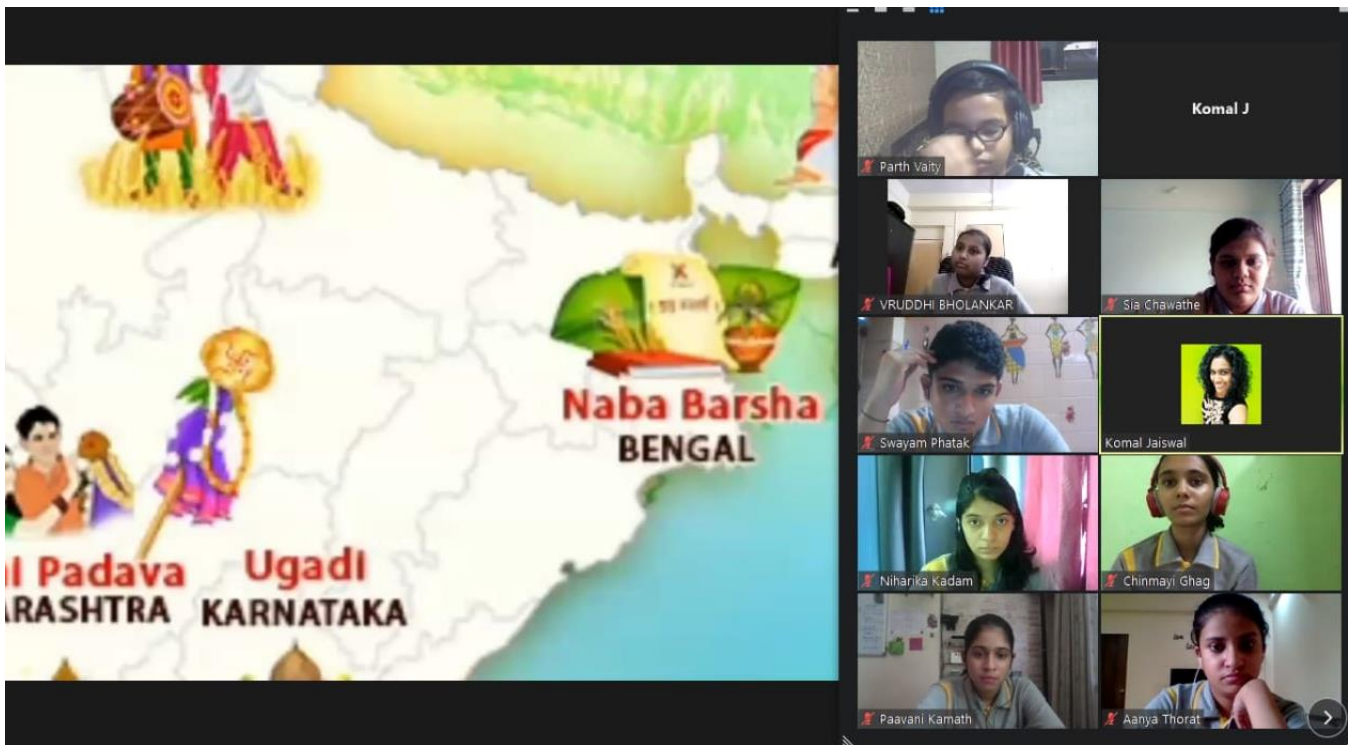 Naba Barsha
BENGAL
i Padava
ARASHTRA
Ugadi
KARNATAKA
Parth Vaity
Komal J
VRUDDHI BHOLANKAR
Sia Chawathe
Swayam Phatak
Komal Jaiswal
Niharika Kadam
Chinmayi Ghag
Paavani Kamath
Aanya Thorat